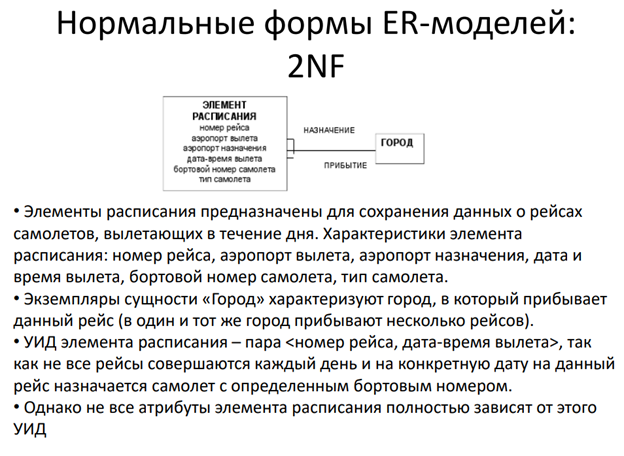 Нормальные формы ER-моделей:
2NF
ЭЛЕМЕНТ
РАСПИСАНИЯ
номер рейса
аэропорт вылета
аэропорт назначения
дата-время вылета
бортовой номер самолета
тип самолета
НАЗНАЧЕНИЕ
ПРИБЫТИЕ
ГОРОД
• Элементы расписания предназначены для сохранения данных о рейсах
самолетов, вылетающих в течение дня. Характеристики элемента
расписания: номер рейса, аэропорт вылета, аэропорт назначения, дата и
время вылета, бортовой номер самолета, тип самолета.
• Экземпляры сущности «Город» характеризуют город, в который прибывает
данный рейс (в один и тот же город прибывают несколько рейсов).
• УИД элемента расписания – пара <номер рейса, дата-время вылета>, так
как не все рейсы совершаются каждый день и на конкретную дату на данный
рейс назначается самолет с определенным бортовым номером.
• Однако не все атрибуты элемента расписания полностью зависят от этого
УИД